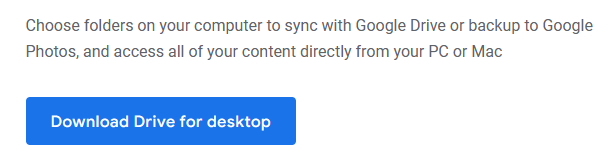 Choose folders on your computer to sync with Google Drive or backup to Google
Photos, and access all of your content directly from your PC or Mac
Download Drive for desktop